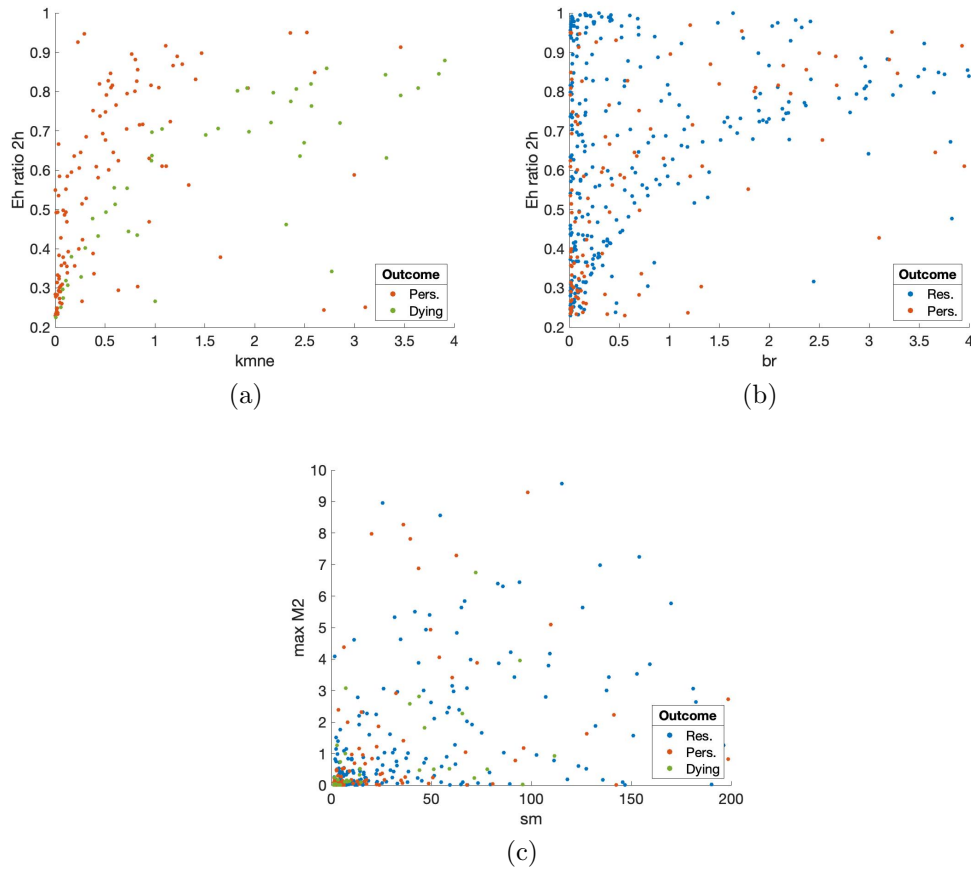 1
0.9
0.8
0.7
0.6
0.5
0.4
0.3
0.2
Eh ratio 2h
0 0.5 1 1.5 2 2.5 3 3.5 4
kmne
Outcome
Pers.
Dying
(a)
1
0.9
0.8
0.7
0.6
0.5
0.4
0.3
0.2
Eh ratio 2h
0 0.5 1 1.5 2 2.5 3 3.5 4
br
Outcome
Res.
Pers.
(b)
10
9
8
7
6
5
4
3
2
1
0
max M2
0 50 100 150 200
sm
Outcome
Res.
Pers.
Dying
(c)